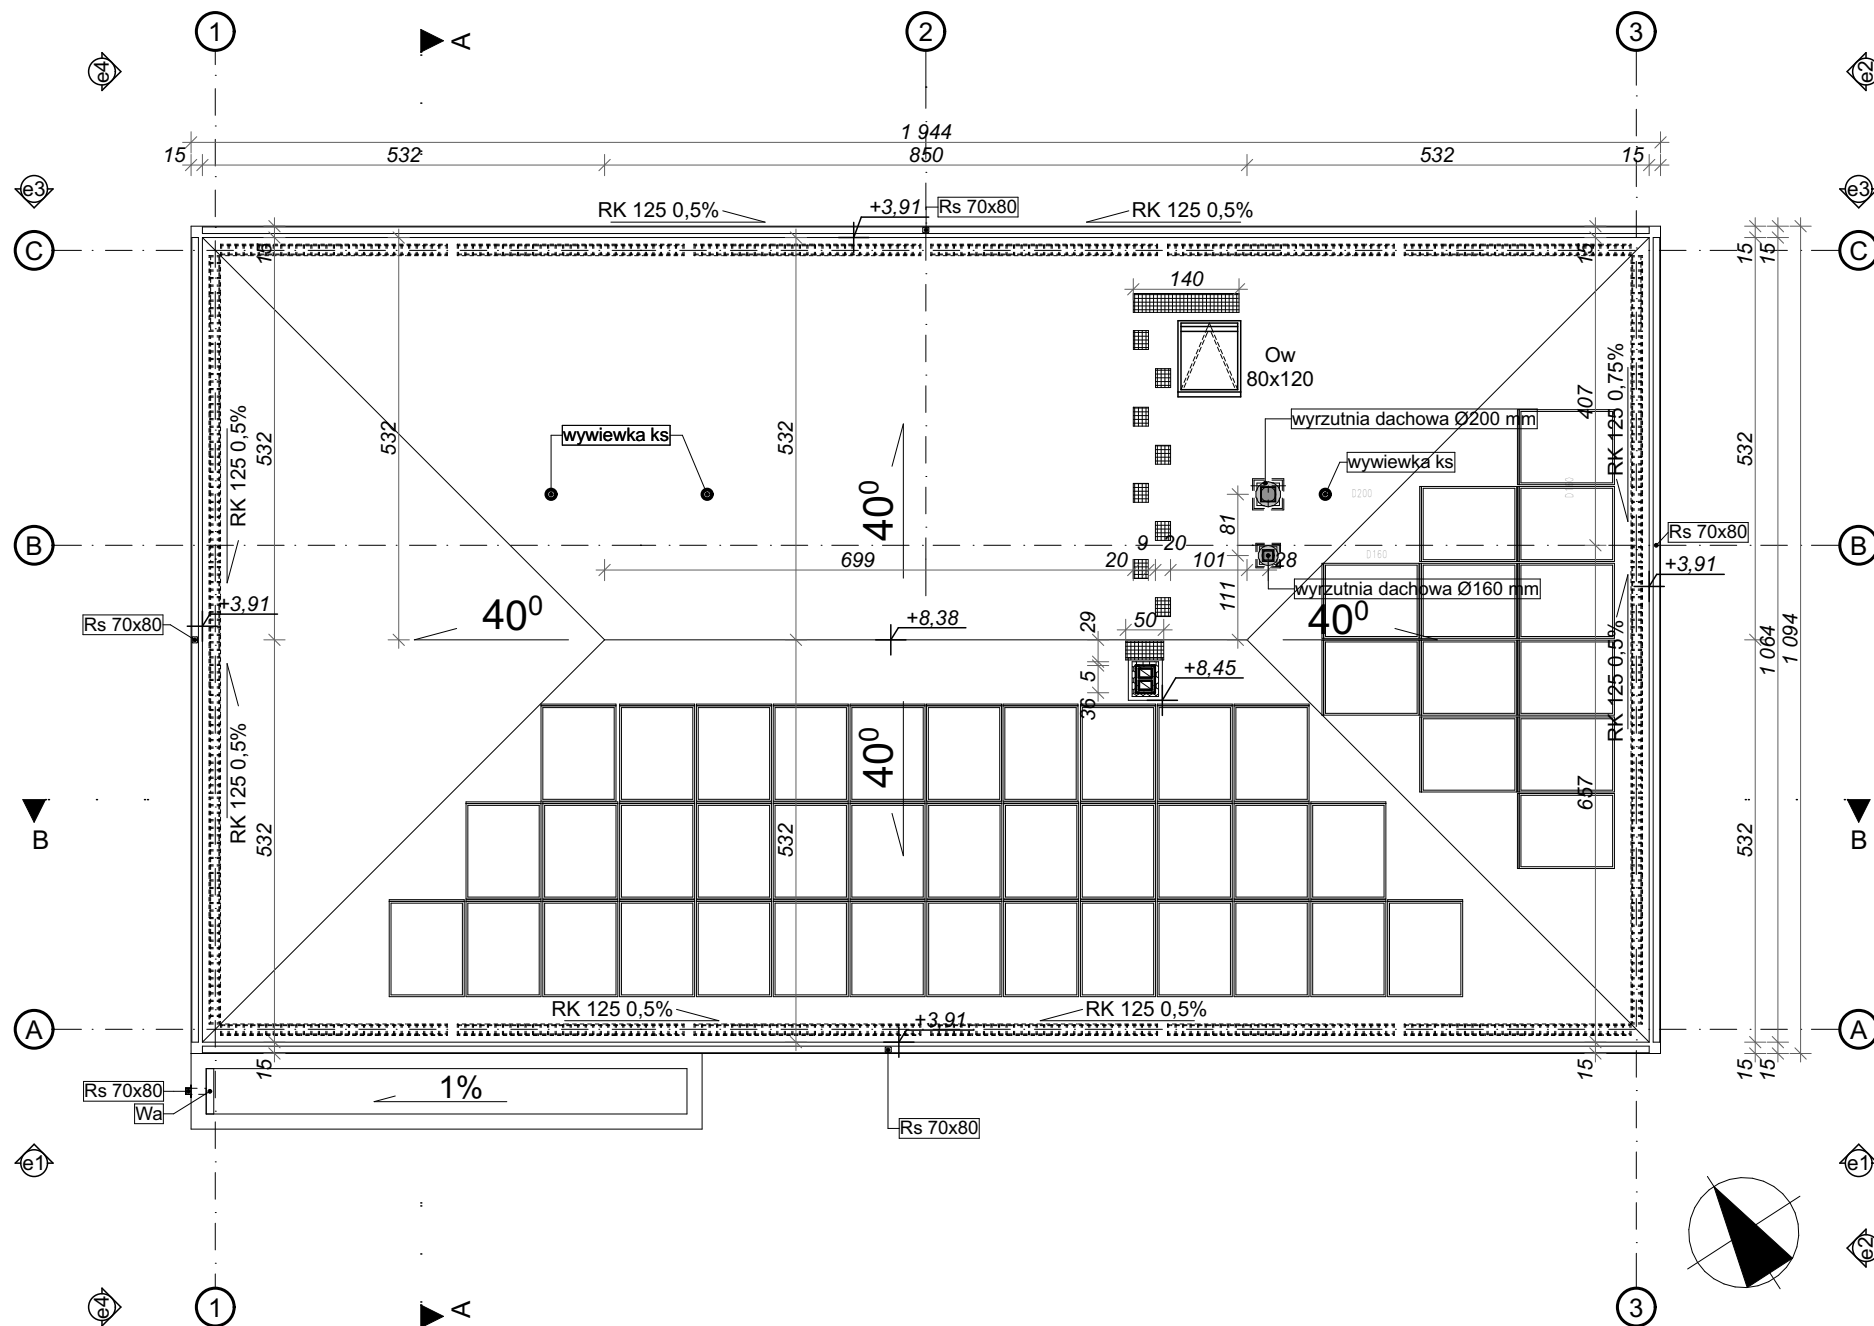 1
A
2
3
e4
e2
1 944
15
532
850
532
15
e3
e3
RK 125 0,5%
+3,91
Rs 70x80
RK 125 0,5%
C
15
15
15
15
C
140
Ow
80x120
RK 125 0,5%
532
532
532
wywiewka ks
40⁰
wyrzutnia dachowa Ø200 mm
wywiewka ks
D200
407
RK 125 0,75%
532
81
B
9
20
D160
Rs 70x80
B
699
20
101
28
+3,91
111
wyrzutnia dachowa Ø160 mm
+3,91
Rs 70x80
40⁰
+8,38
29
50
40⁰
1 064
1 094
5
+8,45
36
RK 125 0,5%
RK 125 0,5%
40⁰
B
532
532
657
532
B
RK 125 0,5%
+3,91
RK 125 0,5%
A
A
15
15
15
15
Rs 70x80
1%
Wa
Rs 70x80
e1
e1
e2
e4
1
A
3